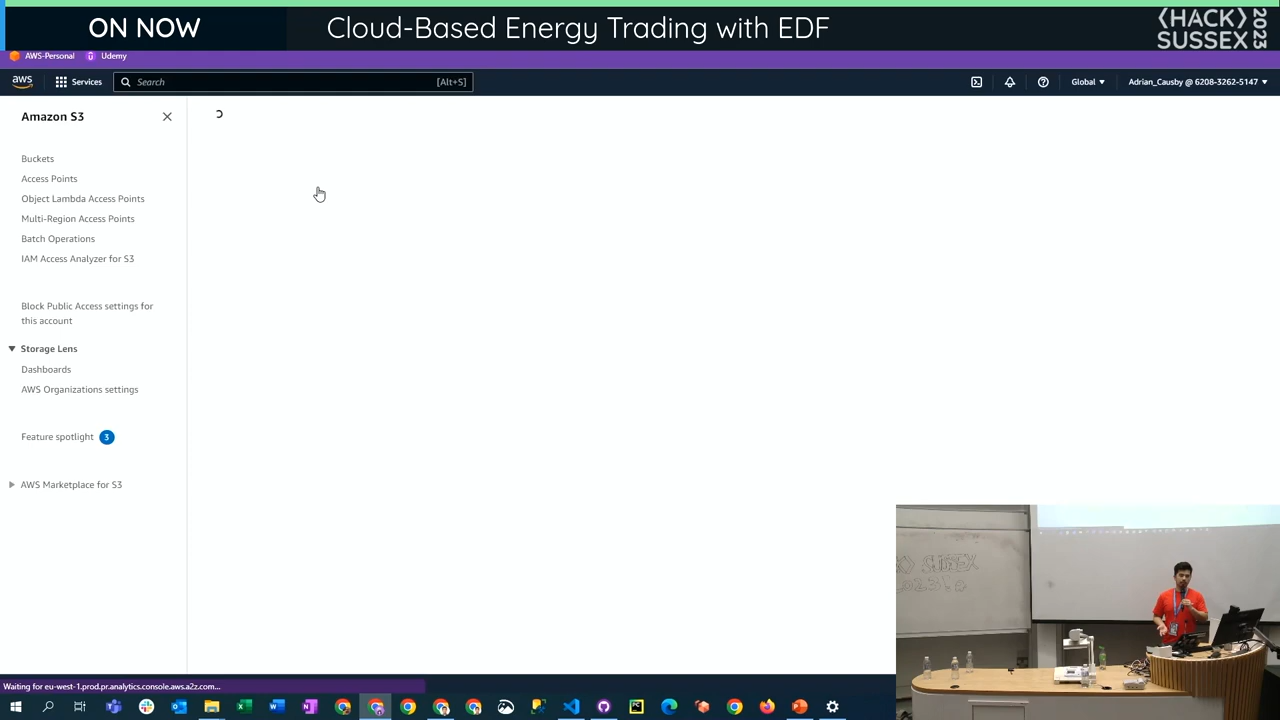 ON NOW
Cloud-Based Energy Trading with EDF
{HACK}
SUSSEX
2023
AWS-Personal
Udemy
aws
Services
Search
[Alt+S]
Global
Adrian_Causby @ 6208-3262-5147
Amazon S3
Buckets
Access Points
Object Lambda Access Points
Multi-Region Access Points
Batch Operations
IAM Access Analyzer for S3
Block Public Access settings for
this account
Storage Lens
Dashboards
AWS Organizations settings
Feature spotlight 3
AWS Marketplace for S3
SUSSEX
Waiting for eu-west-1.prod.pr.analytics.console.aws.a2z.com...